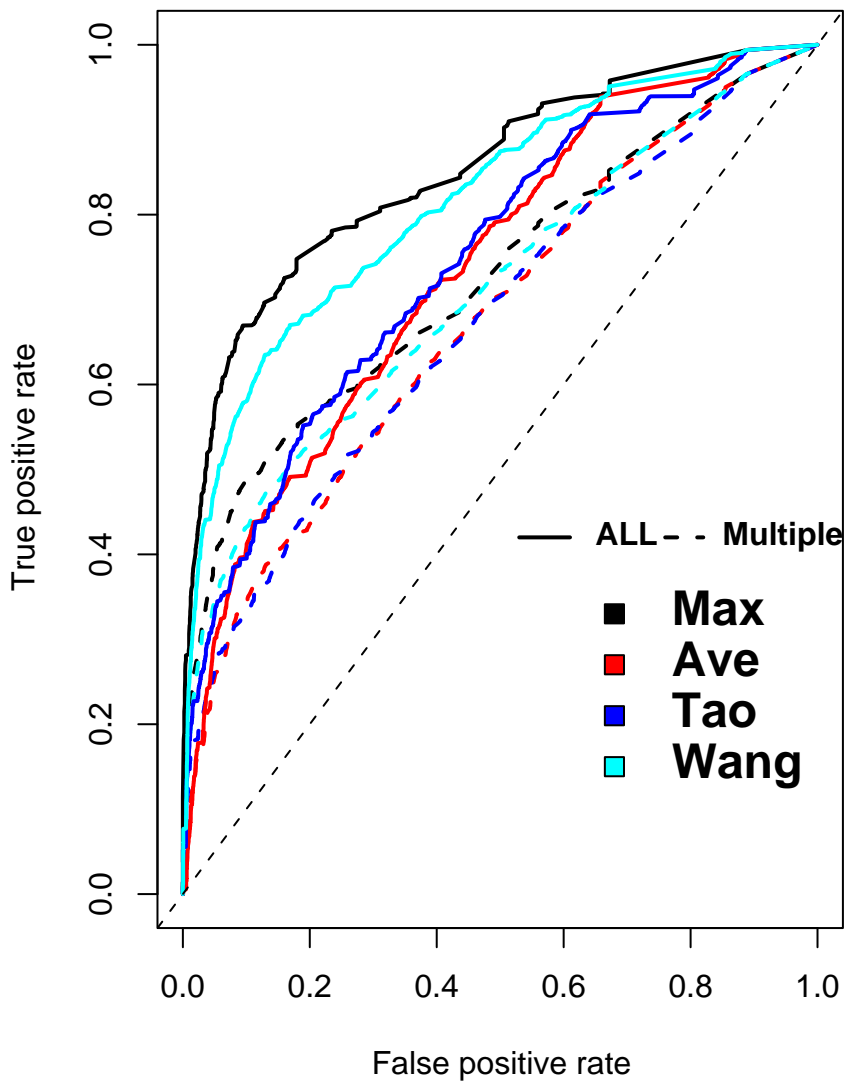 1.0
0.8
0.6
0.4
0.2
0.0
True positive rate
ALL Multiple
Max
Ave
Tao
Wang
0.0 0.2 0.4 0.6 0.8 1.0
False positive rate